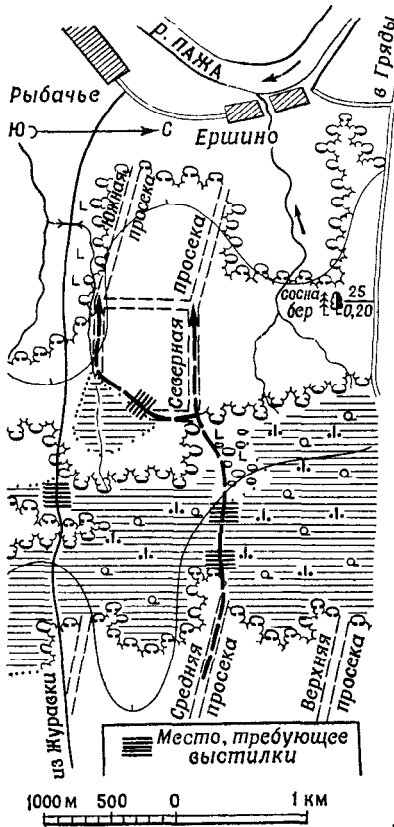 р. ПАЖА
в Гряды
Рыбачье
Ю С
Ершино
Южная
просека
Северная
просека
сосна
бер
25
0,20
Средняя
просека
Верхняя
просека
из Журавки
Место, требующее
выстилки
1000 м 500 0 1 км